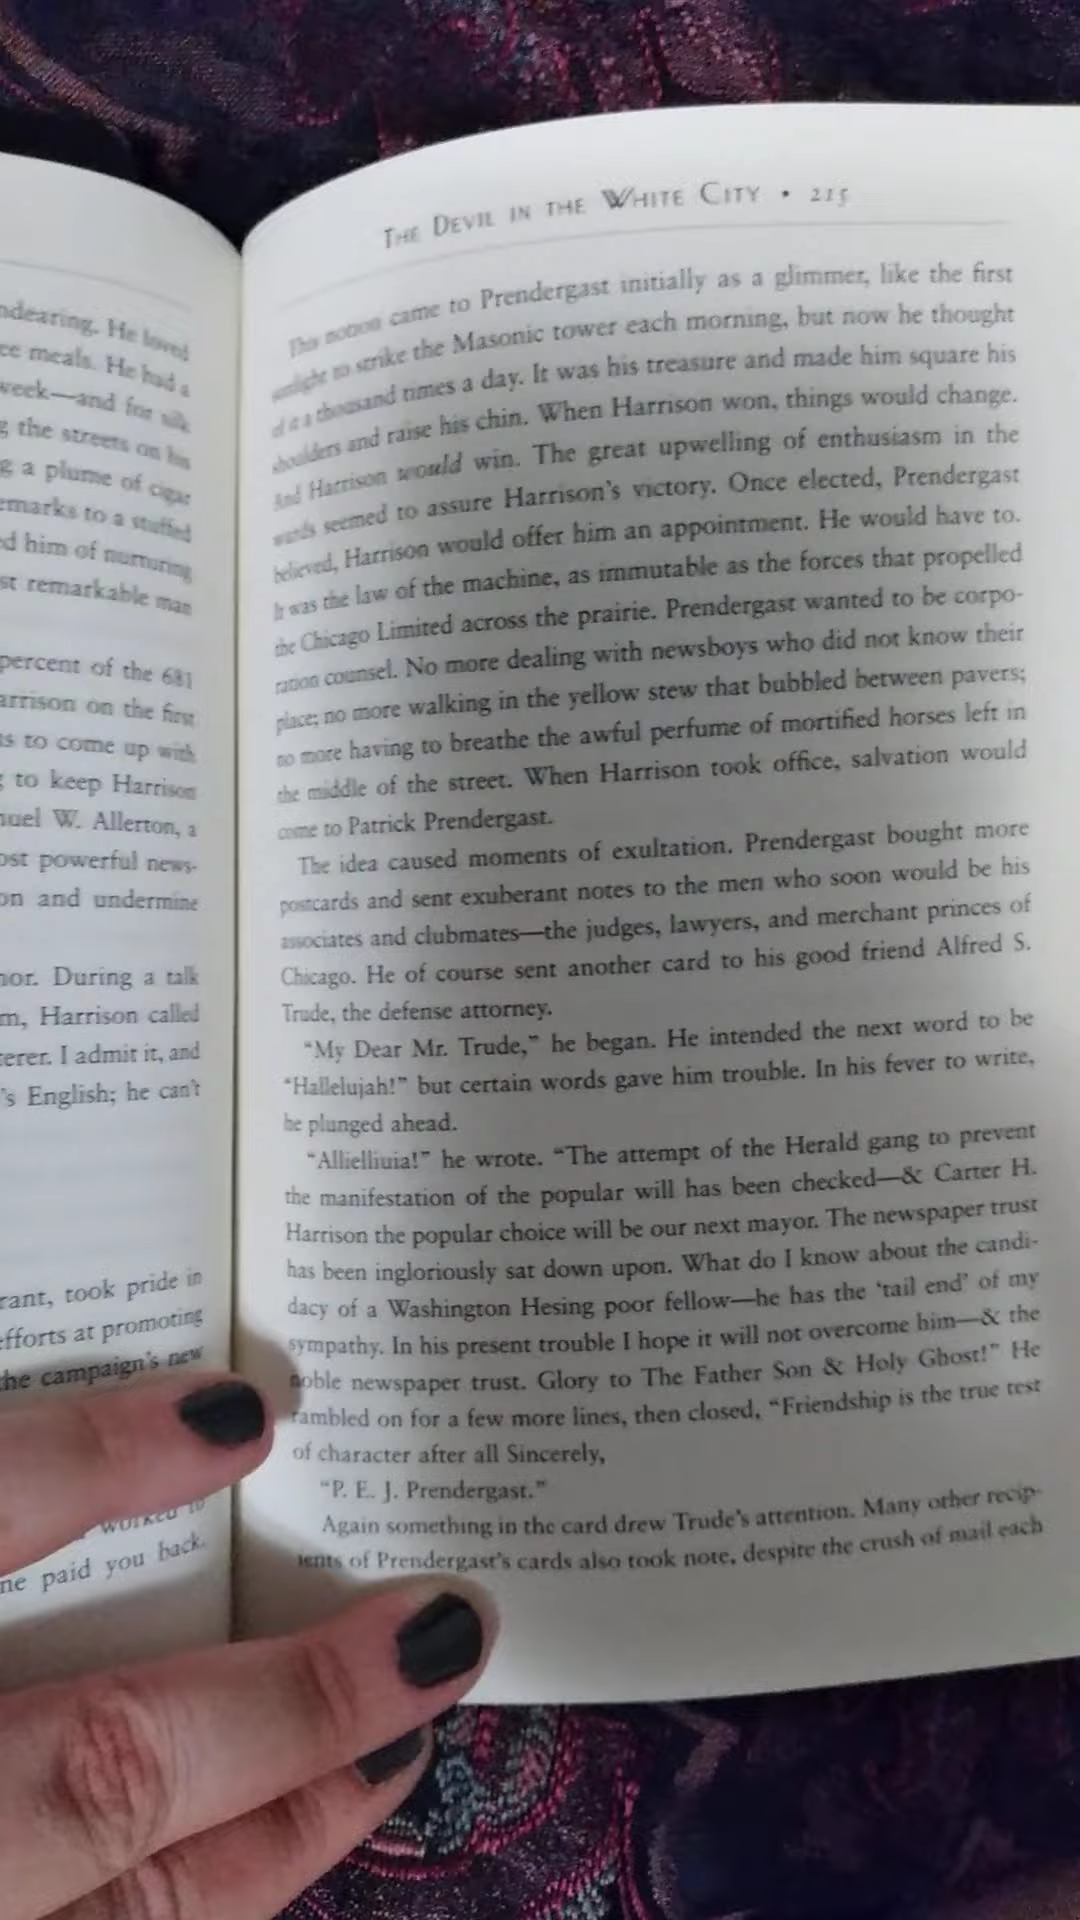 ndearing. He loved
ce meals. He had a
week—and for silk
g the streets on his
g a plume of cigar
emarks to a stuffed
ed him of nurturing
st remarkable man
percent of the 681
arrison on the first
ts to come up with
g to keep Harrison
nuel W. Allerton, a
ost powerful news-
on and undermine
nor. During a talk
m, Harrison called
terer. I admit it, and
's English; he can't
rant, took pride in
efforts at promoting
the campaign's new
worked to
ne paid you back.
THE DEVIL IN THE WHITE CITY • 215
This notion came to Prendergast initially as a glimmer, like the first
sunlight to strike the Masonic tower each morning, but now he thought
of it a thousand times a day. It was his treasure and made him square his
shoulders and raise his chin. When Harrison won, things would change.
And Harrison would win. The great upwelling of enthusiasm in the
wards seemed to assure Harrison's victory. Once elected, Prendergast
believed, Harrison would offer him an appointment. He would have to.
It was the law of the machine, as immutable as the forces that propelled
the Chicago Limited across the prairie. Prendergast wanted to be corpo-
ration counsel. No more dealing with newsboys who did not know their
place; no more walking in the yellow stew that bubbled between pavers;
no more having to breathe the awful perfume of mortified horses left in
the middle of the street. When Harrison took office, salvation would
come to Patrick Prendergast.
The idea caused moments of exultation. Prendergast bought more
postcards and sent exuberant notes to the men who soon would be his
associates and clubmates—the judges, lawyers, and merchant princes of
Chicago. He of course sent another card to his good friend Alfred S.
Trude, the defense attorney.
"My Dear Mr. Trude," he began. He intended the next word to be
"Hallelujah!" but certain words gave him trouble. In his fever to write,
he plunged ahead.
"Allielliuia!" he wrote. "The attempt of the Herald gang to prevent
the manifestation of the popular will has been checked—& Carter H.
Harrison the popular choice will be our next mayor. The newspaper trust
has been ingloriously sat down upon. What do I know about the candi-
dacy of a Washington Hesing poor fellow—he has the 'tail end' of my
sympathy. In his present trouble I hope it will not overcome him—& the
noble newspaper trust. Glory to The Father Son & Holy Ghost!" He
rambled on for a few more lines, then closed, "Friendship is the true test
of character after all Sincerely,
"P. E. J. Prendergast."
Again something in the card drew Trude's attention. Many other recip-
ients of Prendergast's cards also took note, despite the crush of mail each